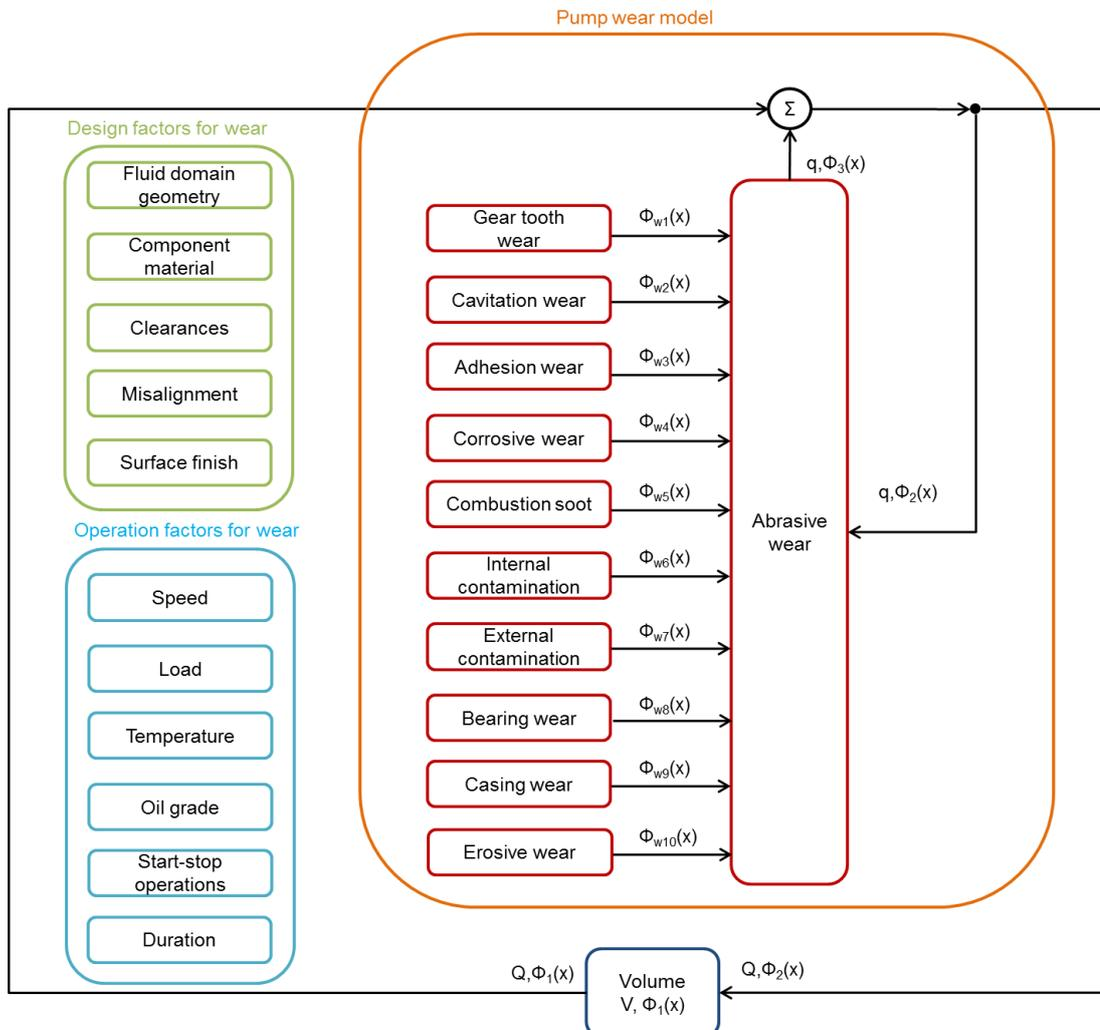 Pump wear model
Σ
q,Φ3(x)
Design factors for wear
Fluid domain
geometry
Component
material
Clearances
Misalignment
Surface finish
Operation factors for wear
Speed
Load
Temperature
Oil grade
Start-stop
operations
Duration
Gear tooth
wear
Φw1(x)
Cavitation wear
Φw2(x)
Adhesion wear
Φw3(x)
Corrosive wear
Φw4(x)
Combustion soot
Φw5(x)
Internal
contamination
Φw6(x)
External
contamination
Φw7(x)
Bearing wear
Φw8(x)
Casing wear
Φw9(x)
Erosive wear
Φw10(x)
Abrasive
wear
q,Φ2(x)
Q,Φ1(x)
Volume
V, Φ1(x)
Q,Φ2(x)